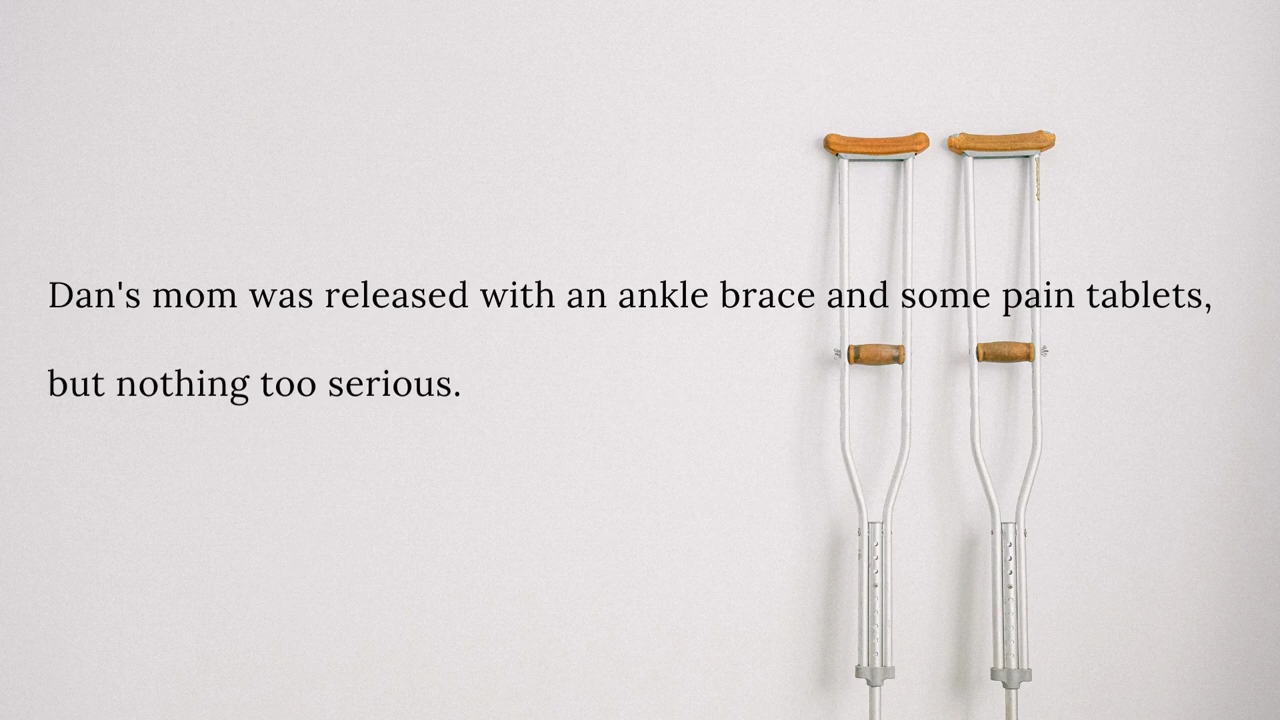 Dan's mom was released with an ankle brace and some pain tablets,
but nothing too serious.